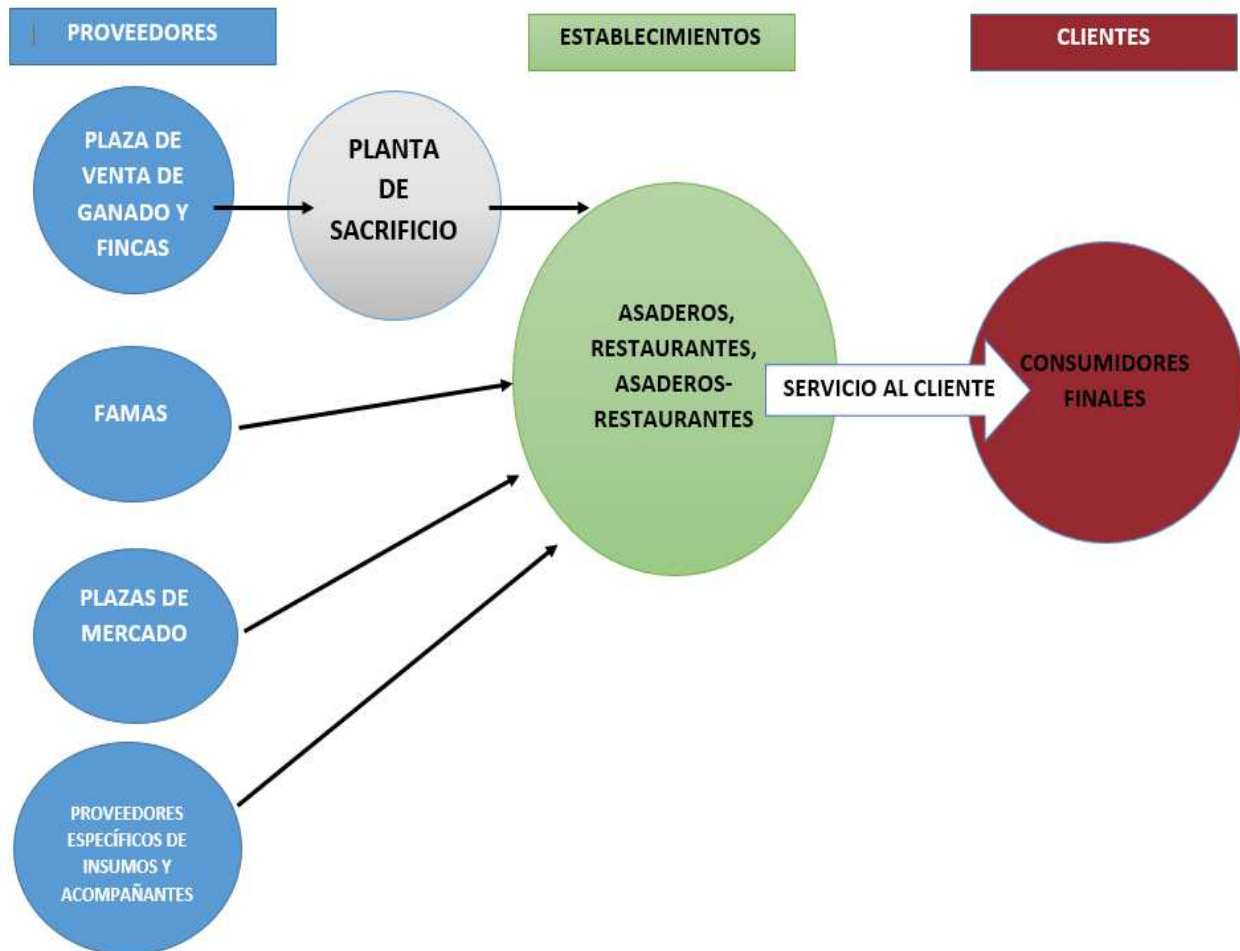 PROVEEDORES
ESTABLECIMIENTOS
CLIENTES
PLAZA DE
VENTA DE
GANADO Y
FINCAS
PLANTA
DE
SACRIFICIO
FAMAS
PLAZAS DE
MERCADO
PROVEEDORES
ESPECÍFICOS DE
INSUMOS Y
ACOMPAÑANTES
ASADEROS,
RESTAURANTES,
ASADEROS-
RESTAURANTES
SERVICIO AL CLIENTE
CONSUMIDORES
FINALES